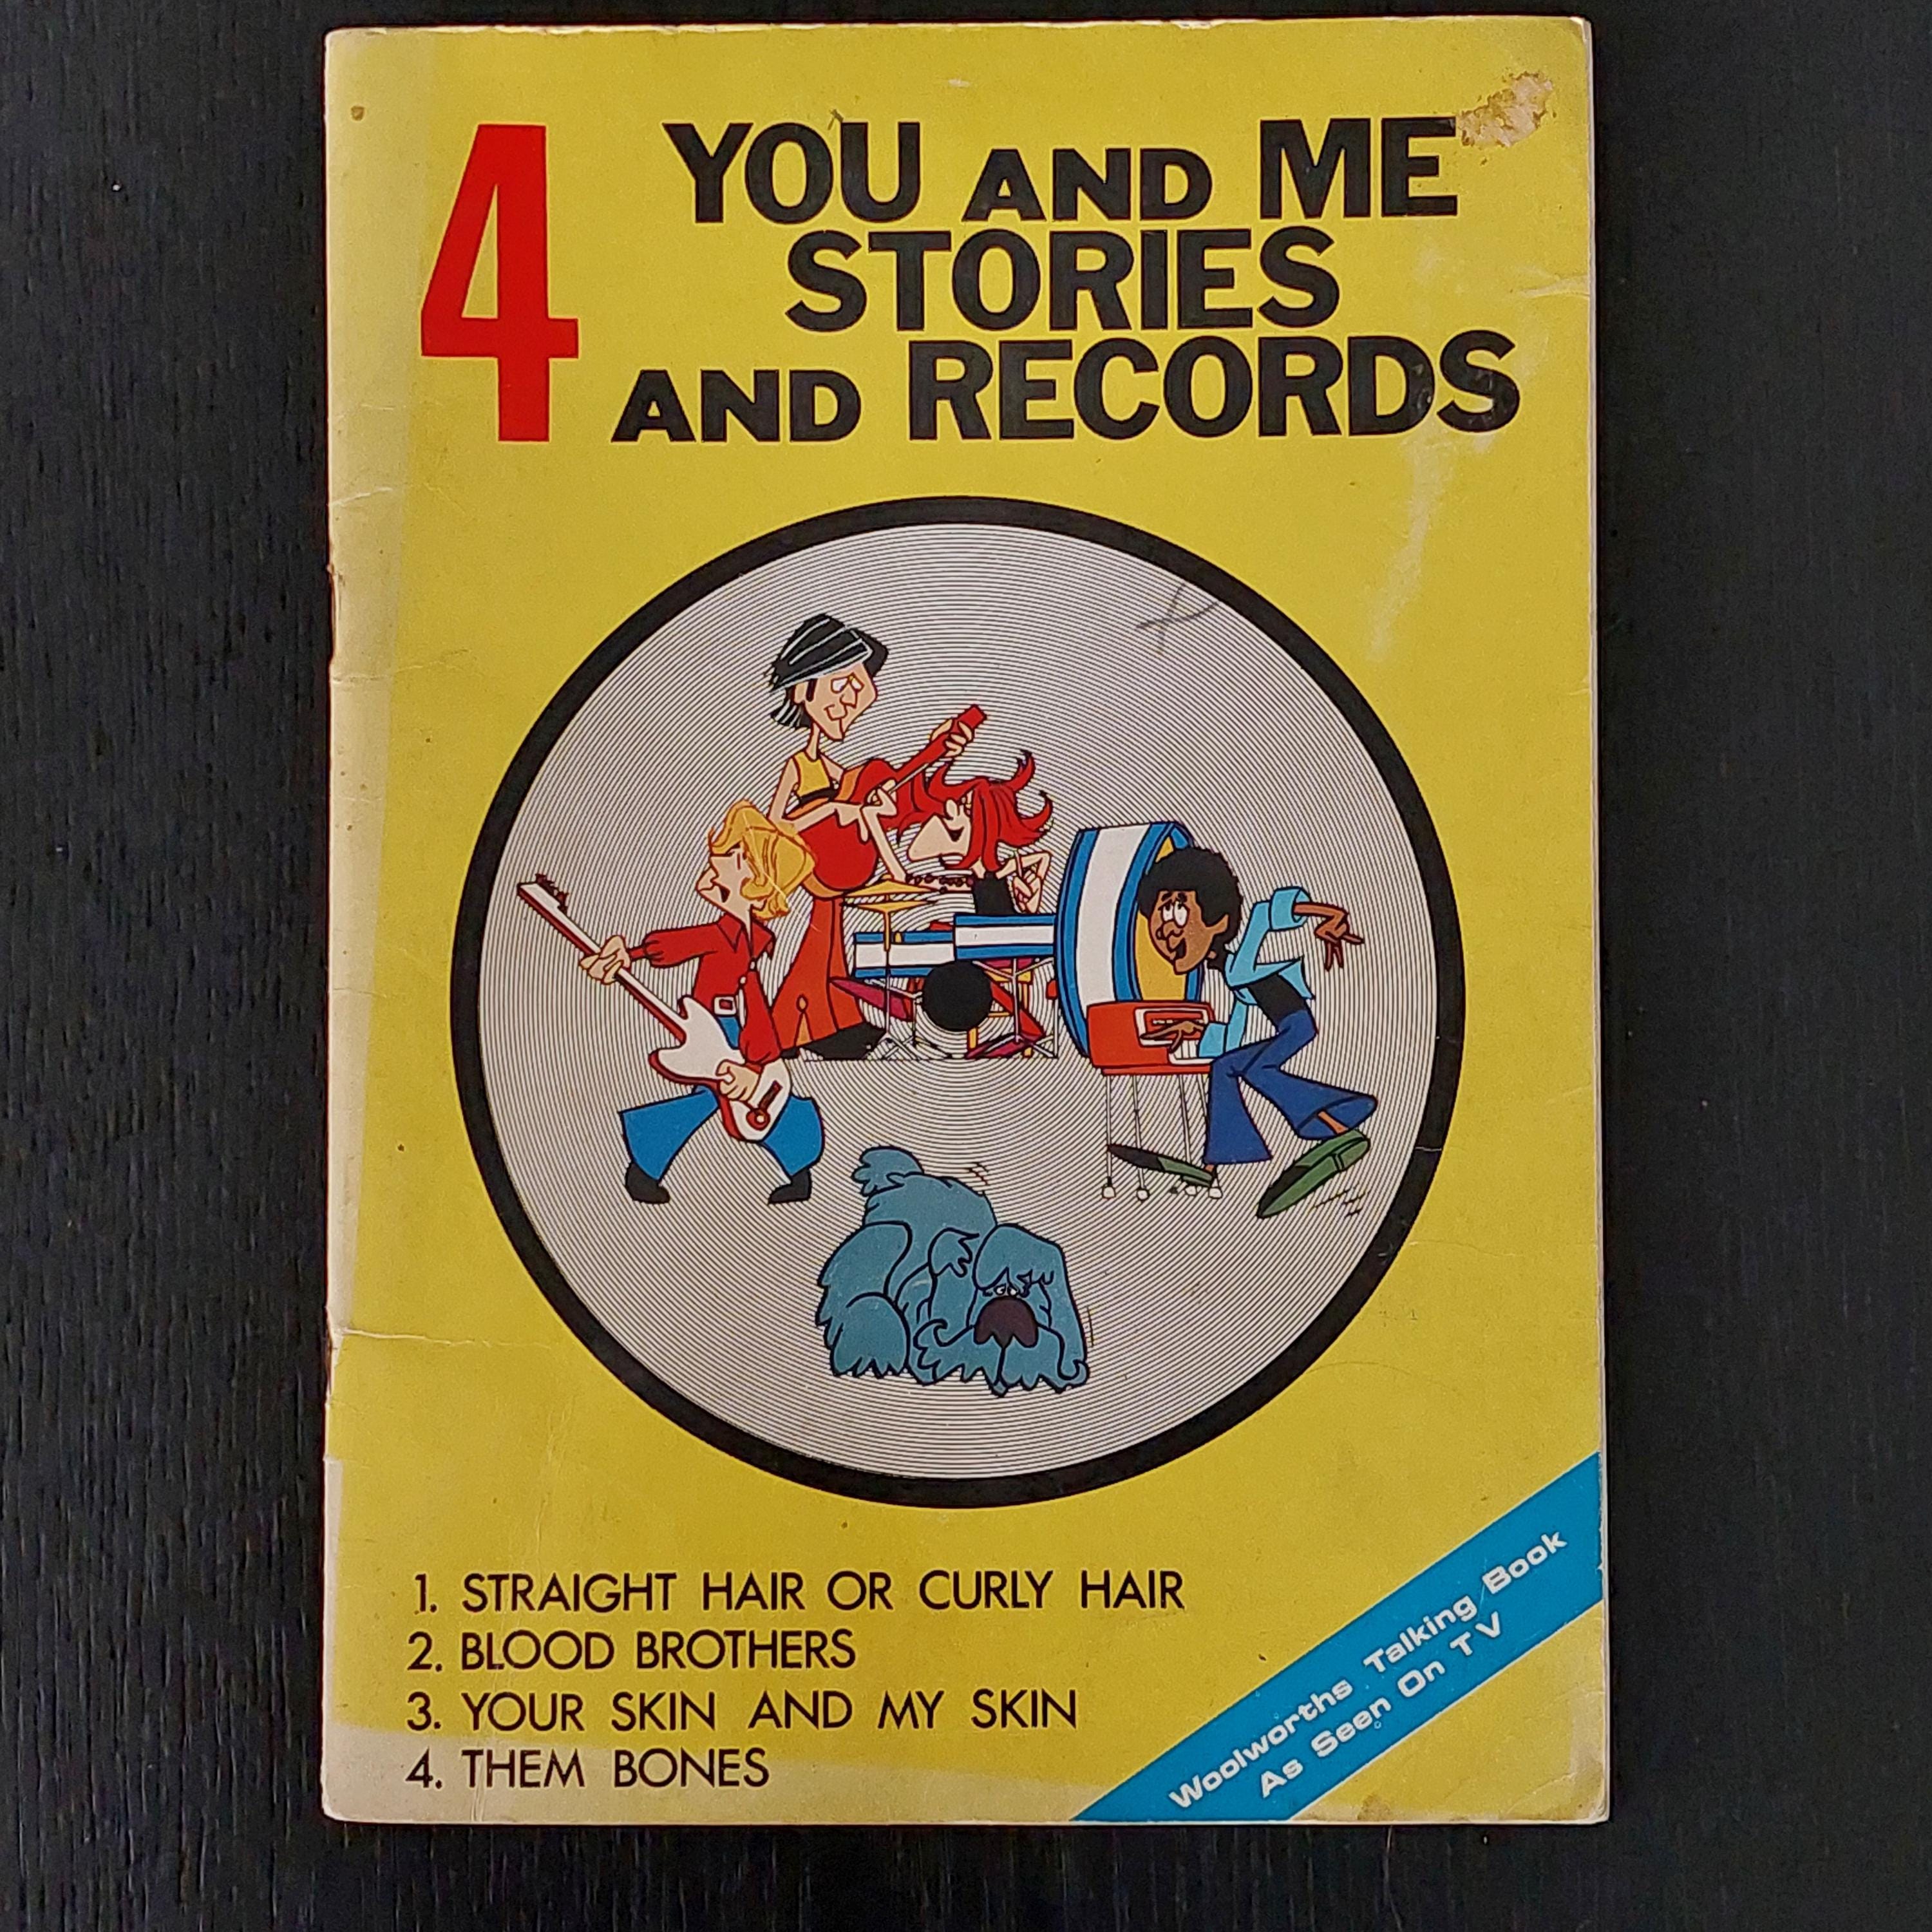 4
YOU AND ME
STORIES
AND RECORDS
1. STRAIGHT HAIR OR CURLY HAIR
2. BLOOD BROTHERS
3. YOUR SKIN AND MY SKIN
4. THEM BONES
Woolworths Talking Book
As Seen On TV